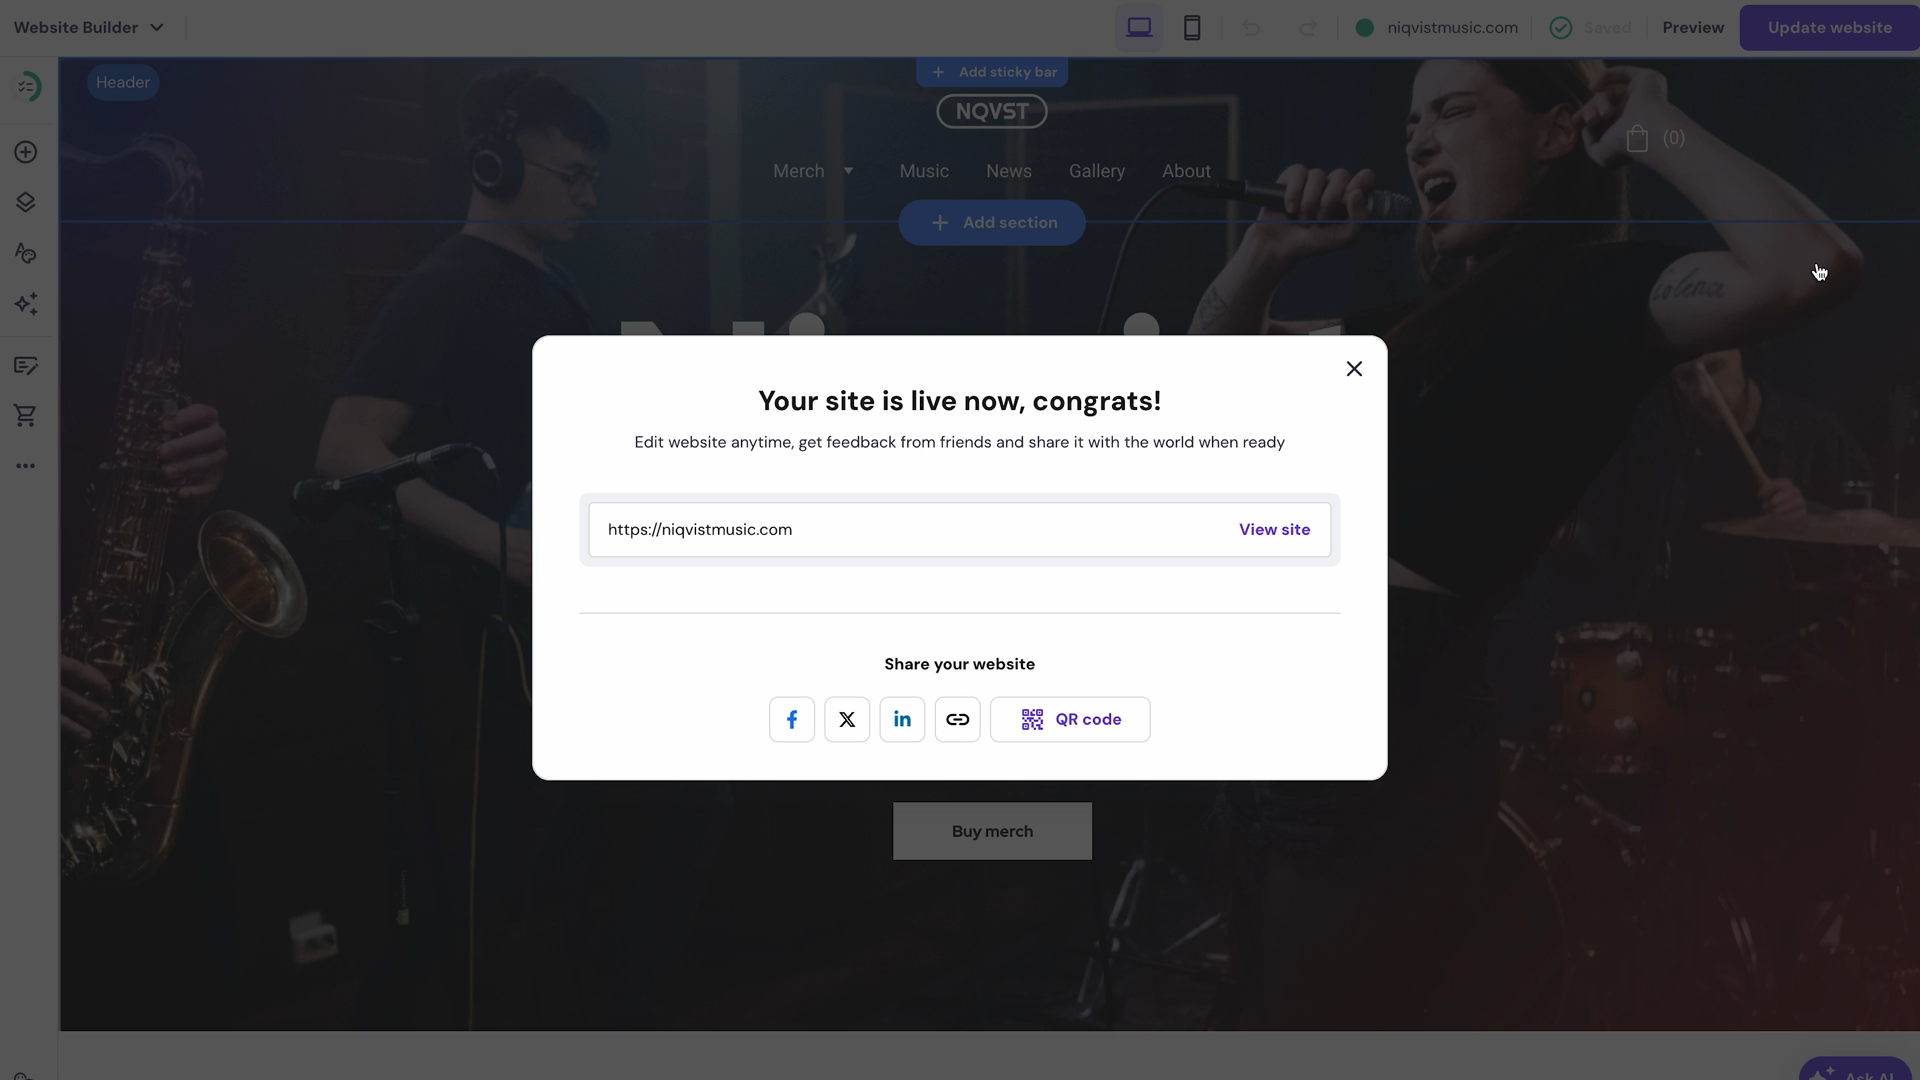 Website Builder
niqvistmusic.com
Saved
Preview
Update website
Header
Add sticky bar
NQVST
(0)
Merch
Music
News
Gallery
About
Add section
Your site is live now, congrats!
Edit website anytime, get feedback from friends and share it with the world when ready
https://niqvistmusic.com
View site
Share your website
QR code
Buy merch
Ask AI